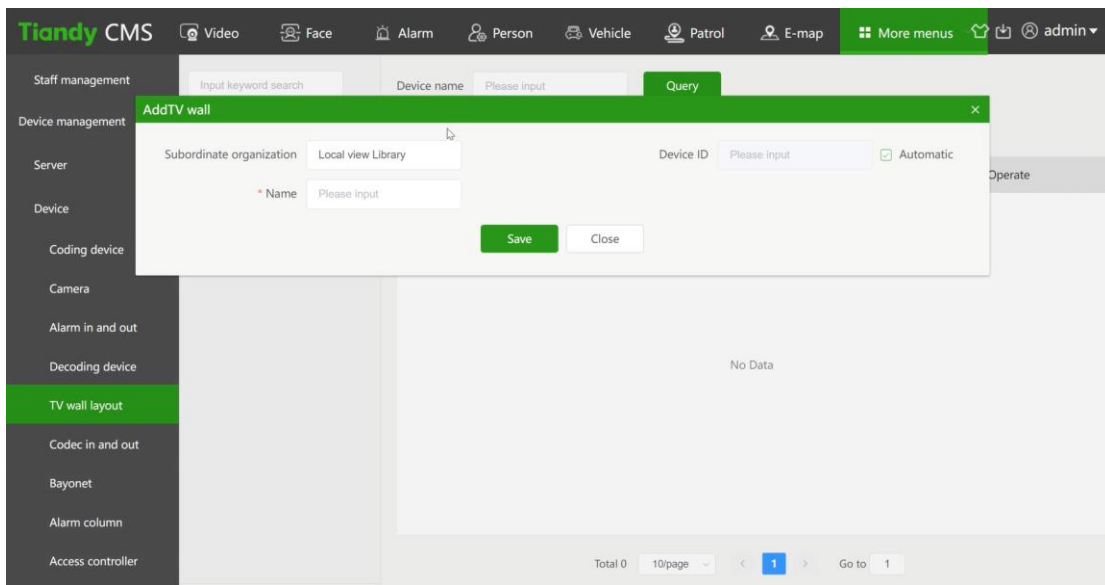 Tiandy CMS Video Face Alarm Person Vehicle Patrol E-map More menus admin
Staff management
Input keyword search
Device name Please input Query
Device management
AddTV wall ×
Subordinate organization Local view Library Device ID Please input Automatic
Server
* Name Please input
Operate
Device
Save Close
Coding device
Camera
Alarm in and out
Decoding device
No Data
TV wall layout
Codec in and out
Bayonet
Alarm column
Access controller
Total 0 10/page < 1 > Go to 1